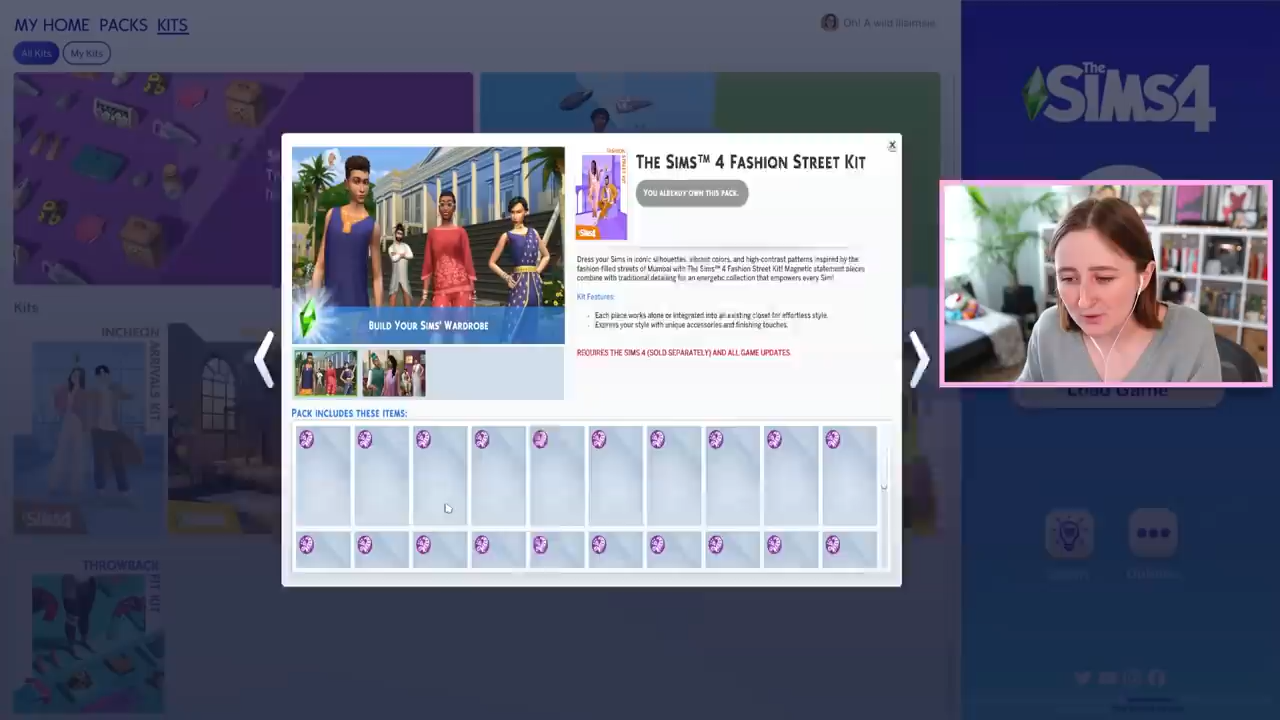 MY HOME PACKS KITS
Oh! A wild lilsimsie
All Kits
My Kits
The
SIMS 4
THE SIMS™ 4 FASHION STREET KIT
YOU ALREADY OWN THIS PACK.
Dress your Sims in iconic silhouettes, vibrant colors, and high-contrast patterns inspired by the
fashion-filled streets of Mumbai with The Sims™ 4 Fashion Street Kit! Magnetic statement pieces
combine with traditional detailing for an energetic collection that empowers every Sim!
Kit Features:
Each piece works alone or integrated into an existing closet for effortless style.
Express your style with unique accessories and finishing touches.
REQUIRES THE SIMS 4 (SOLD SEPARATELY) AND ALL GAME UPDATES.
BUILD YOUR SIMS' WARDROBE
Kits
INCHEON
ARRIVALS KIT
Load Game
PACK INCLUDES THESE ITEMS:
THROWBACK
FIT KIT